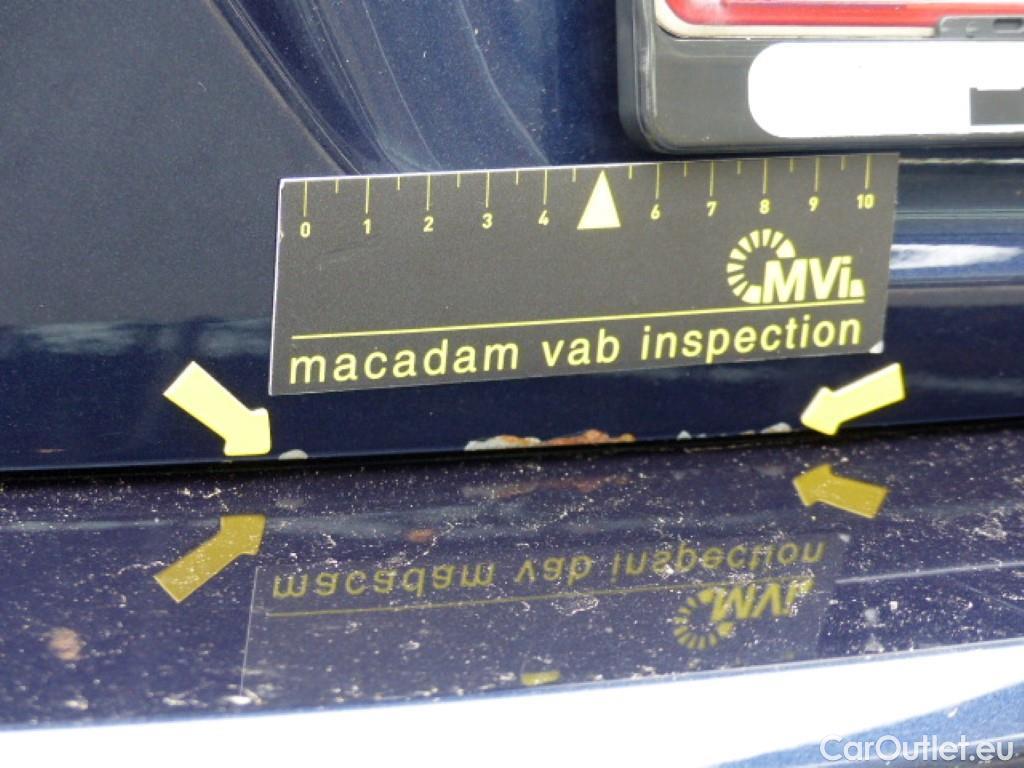 0 1 2 3 4 6 7 8 9 10
MVi
macadam vab inspection
macadam vab inspection
MVi
CarOutlet.eu